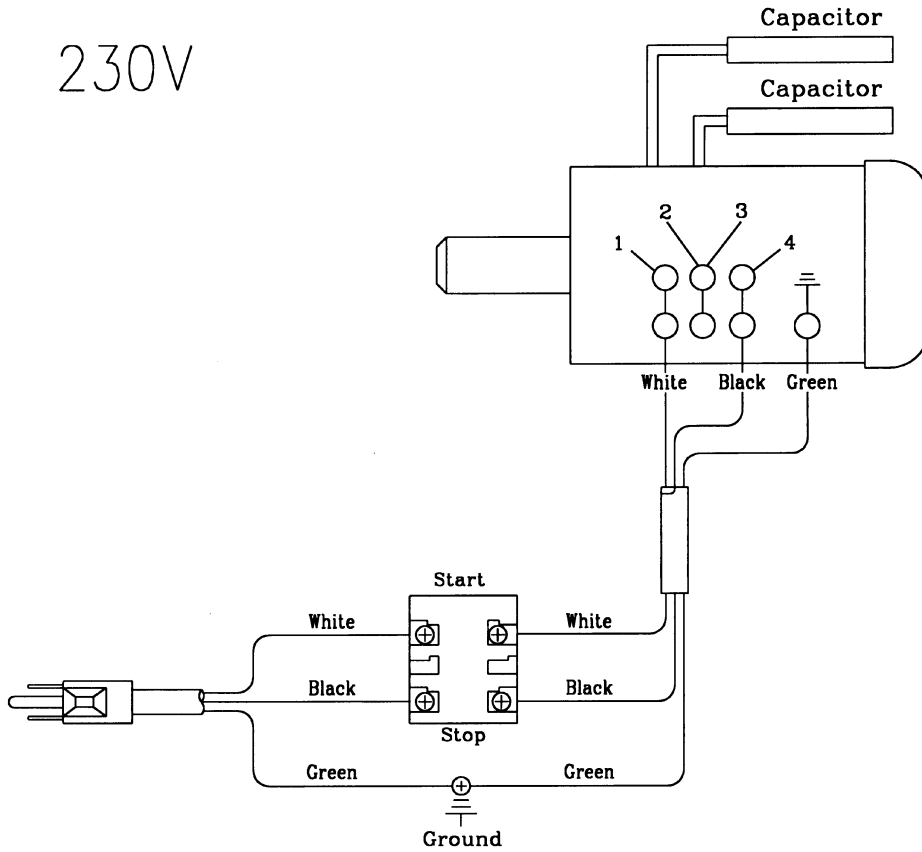 230V
Capacitor
Capacitor
2 3
1 4
White Black Green
Start
White White
Black Black
Stop
Green Green
Ground